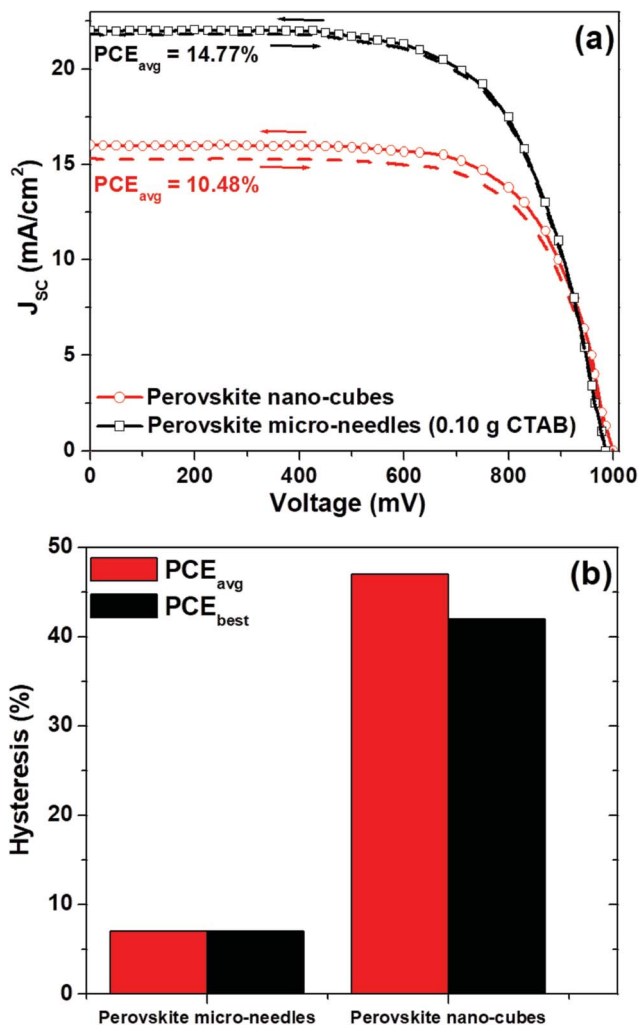 (a)
PCEavg = 14.77%
PCEavg = 10.48%
Perovskite nano-cubes
Perovskite micro-needles (0.10 g CTAB)
JSC (mA/cm²)
20
15
10
5
0
0 200 400 600 800 1000
Voltage (mV)
(b)
PCEavg
PCEbest
Hysteresis (%)
50
40
30
20
10
0
Perovskite micro-needles Perovskite nano-cubes